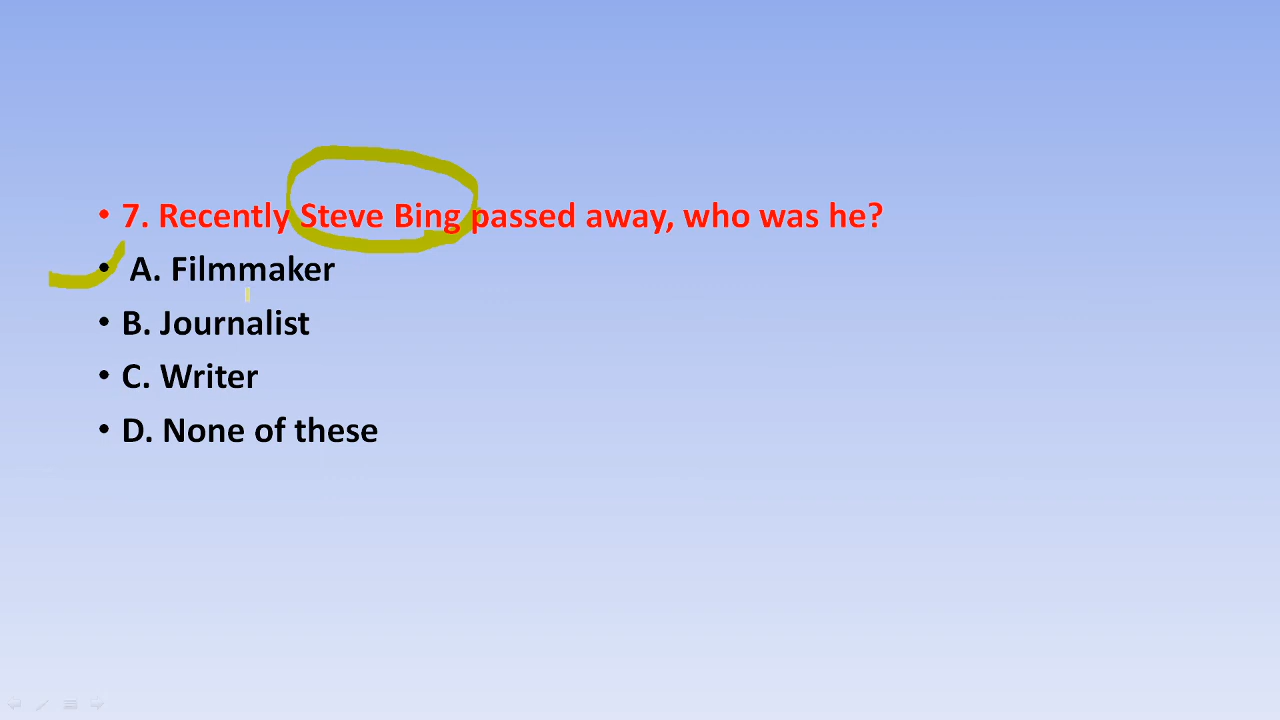 • 7. Recently Steve Bing passed away, who was he?
• A. Filmmaker
• B. Journalist
• C. Writer
• D. None of these